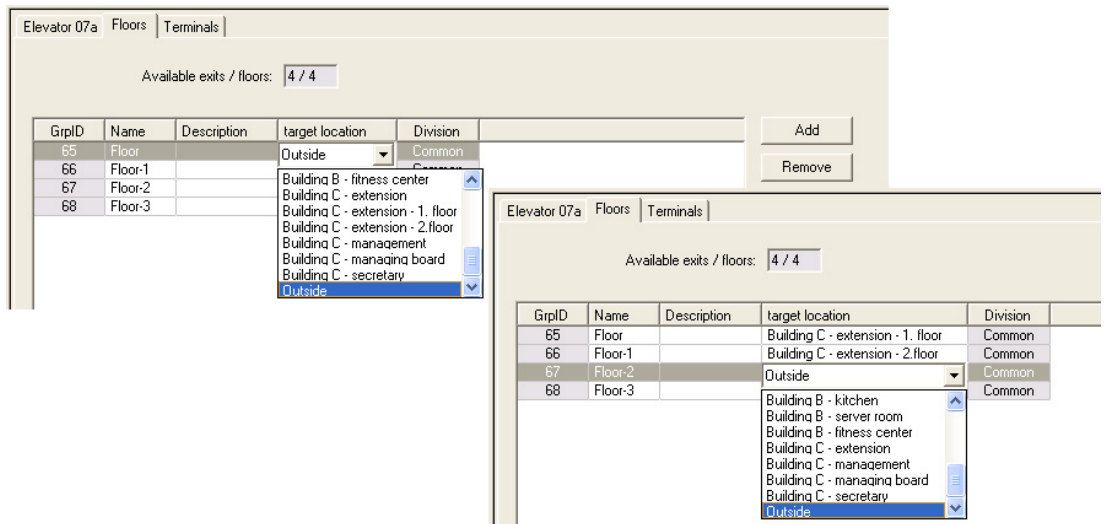 Elevator 07a Floors Terminals
Available exits / floors: 4 / 4
GrpID Name Description target location Division
Add
65 Floor Outside Common
66 Floor-1 Common
Remove
67 Floor-2
68 Floor-3
Building B - fitness center
Building C - extension
Building C - extension - 1. floor
Building C - extension - 2.floor
Building C - management
Building C - managing board
Building C - secretary
Outside
Elevator 07a Floors Terminals
Available exits / floors: 4 / 4
GrpID Name Description target location Division
65 Floor Building C - extension - 1. floor Common
66 Floor-1 Building C - extension - 2.floor Common
67 Floor-2 Outside Common
68 Floor-3 Common
Building B - kitchen
Building B - server room
Building B - fitness center
Building C - extension
Building C - management
Building C - managing board
Building C - secretary
Outside